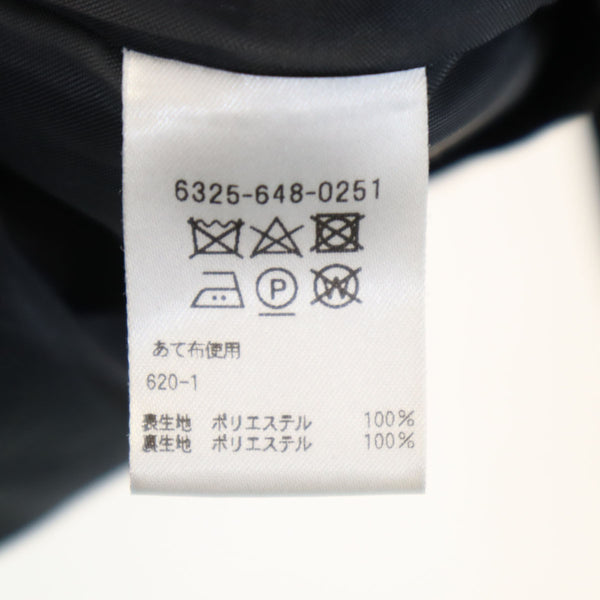 6325-648-0251
P W
あて布使用
620-1
表生地 ポリエステル 100%
裏生地 ポリエステル 100%